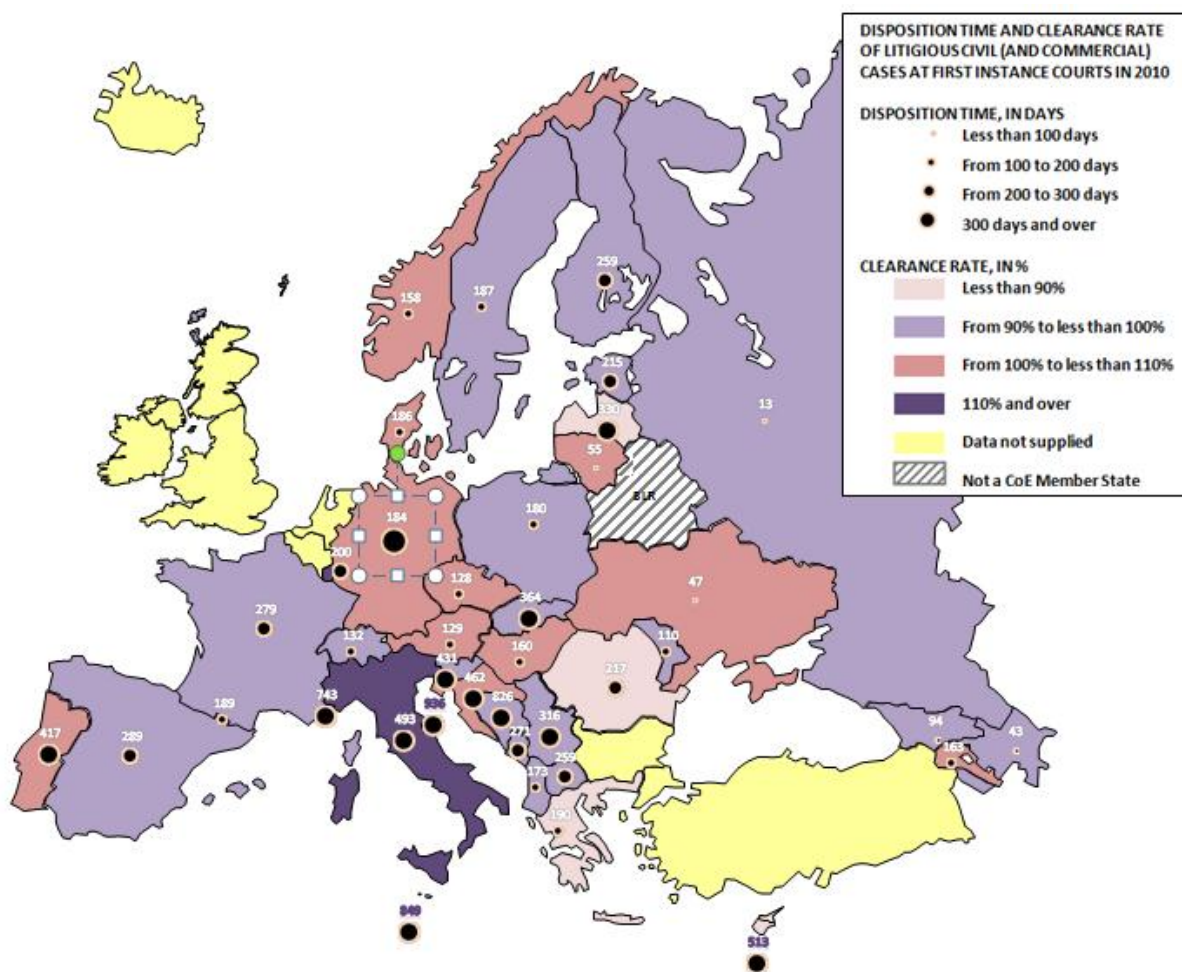 DISPOSITION TIME AND CLEARANCE RATE
OF LITIGIOUS CIVIL (AND COMMERCIAL)
CASES AT FIRST INSTANCE COURTS IN 2010
DISPOSITION TIME, IN DAYS
Less than 100 days
From 100 to 200 days
From 200 to 300 days
300 days and over
CLEARANCE RATE, IN %
Less than 90%
From 90% to less than 100%
From 100% to less than 110%
110% and over
Data not supplied
Not a CoE Member State
259
158
187
215
13
330
186
55
BLR
184
180
200
128
47
364
279
132
129
160
110
431
217
462
189
743
826
936
316
94
417
493
43
289
271
163
259
173
190
849
513